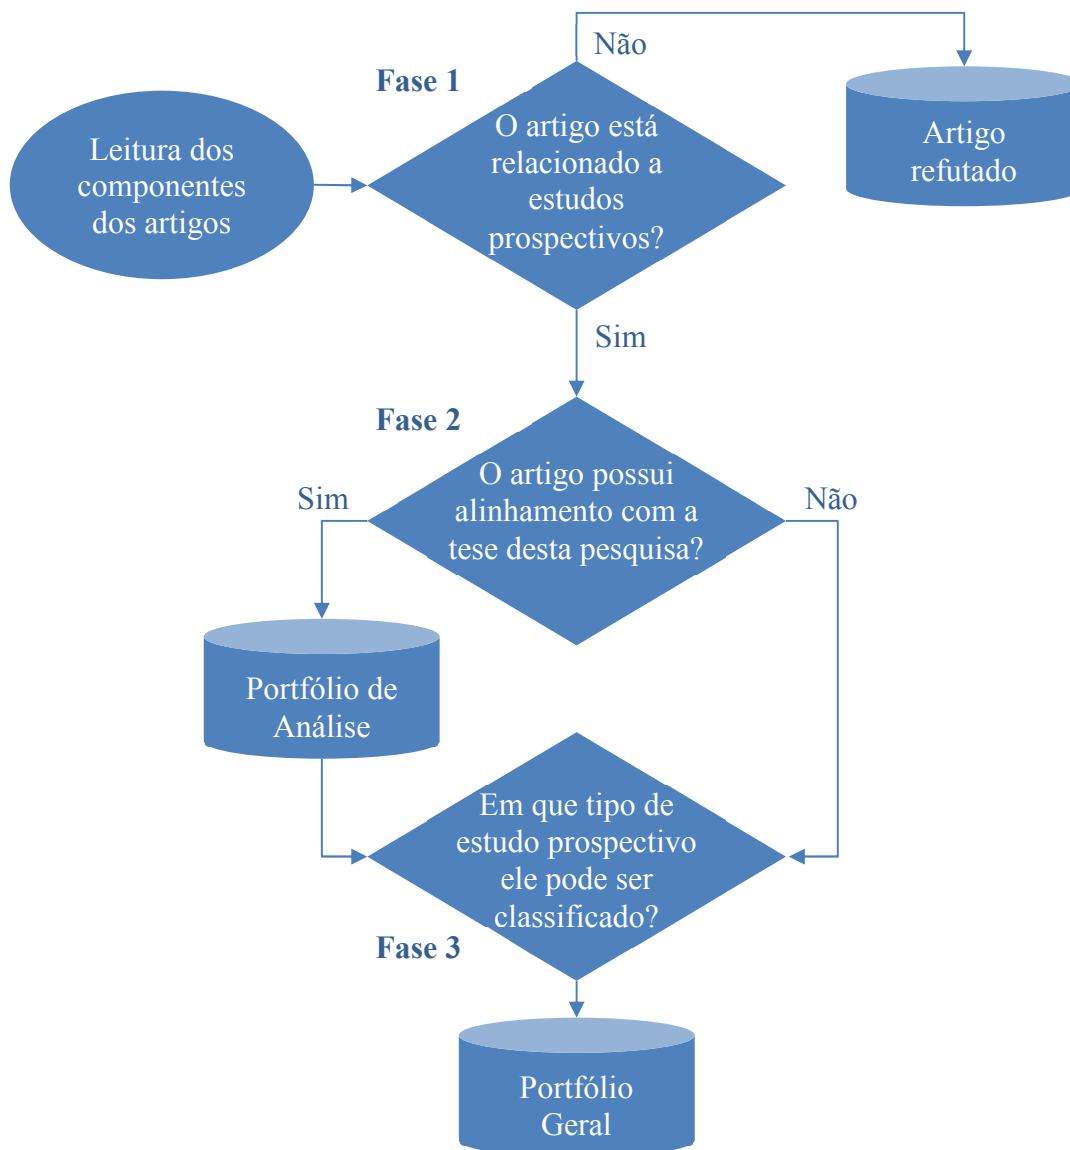 Não
Fase 1
Leitura dos
componentes
dos artigos
O artigo está
relacionado a
estudos
prospectivos?
Artigo
refutado
Sim
Fase 2
O artigo possui
alinhamento com a
tese desta pesquisa?
Sim
Não
Portfólio de
Análise
Em que tipo de
estudo prospectivo
ele pode ser
classificado?
Fase 3
Portfólio
Geral